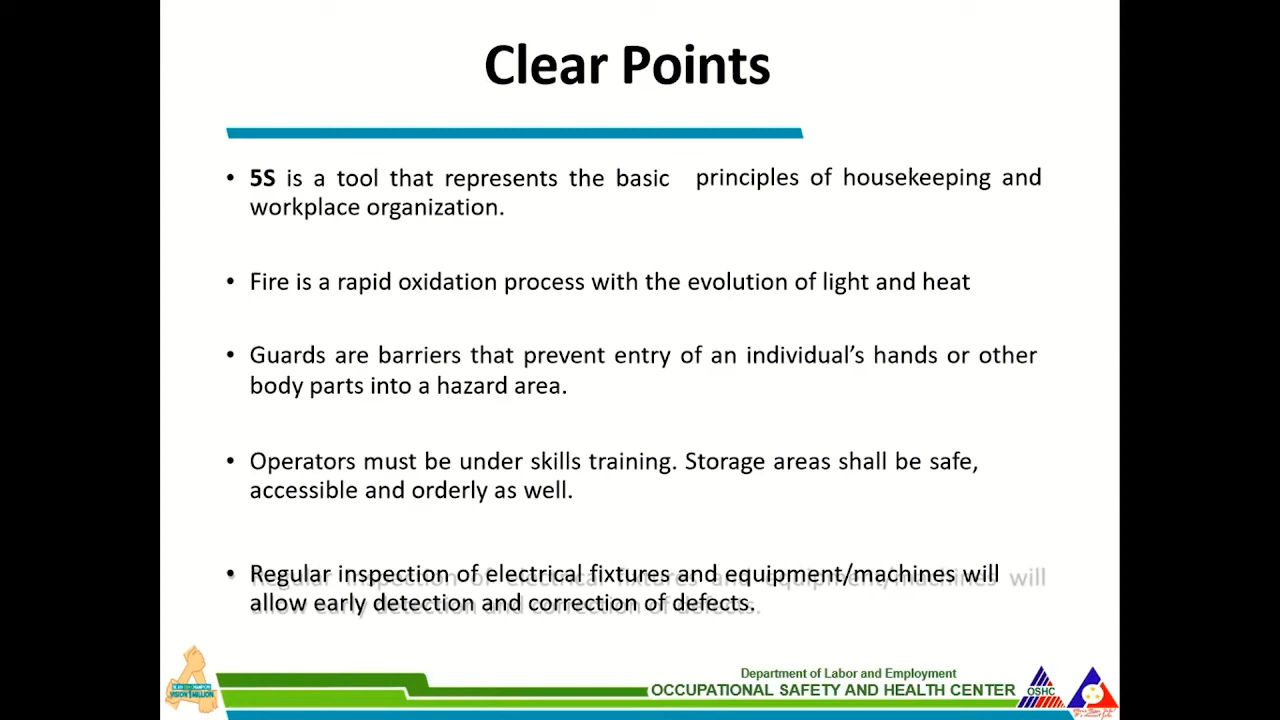 Clear Points
• 5S is a tool that represents the basic principles of housekeeping and
workplace organization.
• Fire is a rapid oxidation process with the evolution of light and heat
• Guards are barriers that prevent entry of an individual's hands or other
body parts into a hazard area.
• Operators must be under skills training. Storage areas shall be safe,
accessible and orderly as well.
• Regular inspection of electrical fixtures and equipment/machines will
allow early detection and correction of defects.
Department of Labor and Employment
OCCUPATIONAL SAFETY AND HEALTH CENTER
OSHC
VISION 1 MILLION